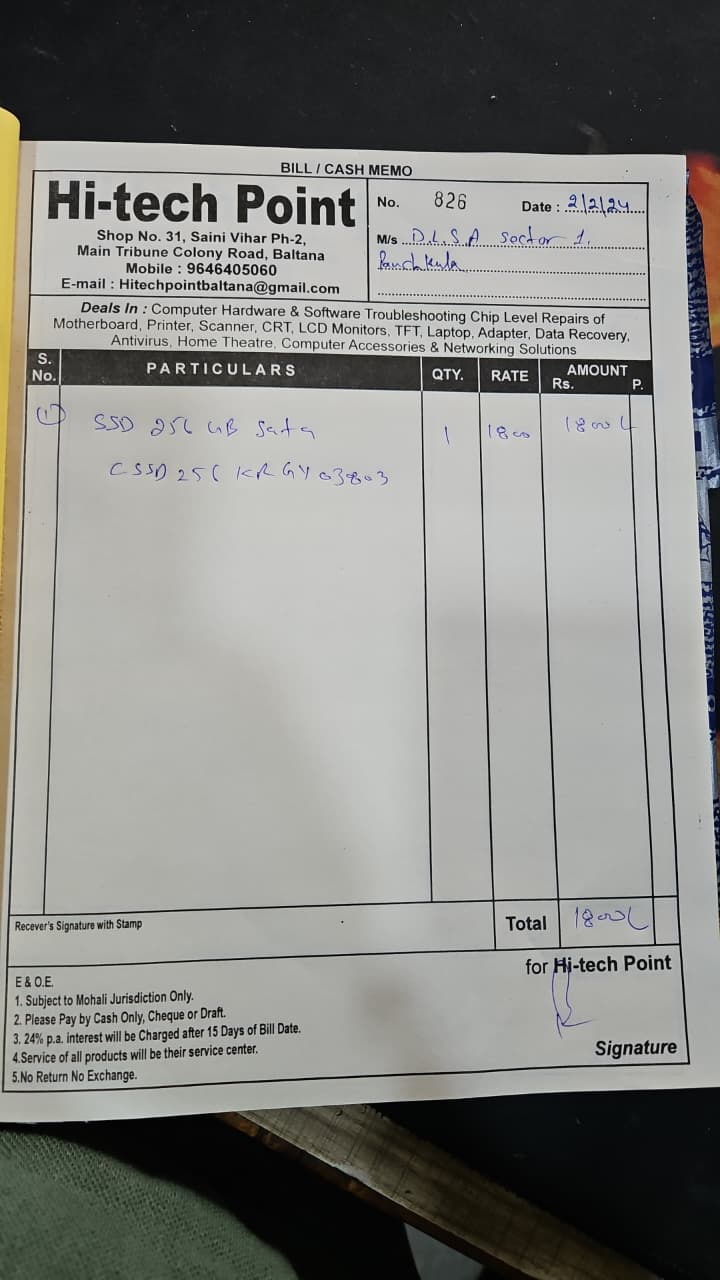 BILL / CASH MEMO
Hi-tech Point
Shop No. 31, Saini Vihar Ph-2,
Main Tribune Colony Road, Baltana
Mobile : 9646405060
E-mail : Hitechpointbaltana@gmail.com
No. 826 Date : 2/2/24
M/s D.L.S.A Sector 1.
Panchkula
Deals In : Computer Hardware & Software Troubleshooting Chip Level Repairs of
Motherboard, Printer, Scanner, CRT, LCD Monitors, TFT, Laptop, Adapter, Data Recovery,
Antivirus, Home Theatre, Computer Accessories & Networking Solutions
S. No. PARTICULARS QTY. RATE AMOUNT Rs. P.
(1) SSD 256 GB Sata 1 1800 1800/-
CSSD 256 KRGY03803
Recever's Signature with Stamp
Total 1800/-
for Hi-tech Point
E & O.E.
1. Subject to Mohali Jurisdiction Only.
2. Please Pay by Cash Only, Cheque or Draft.
3. 24% p.a. interest will be Charged after 15 Days of Bill Date.
4.Service of all products will be their service center.
5.No Return No Exchange.
Signature